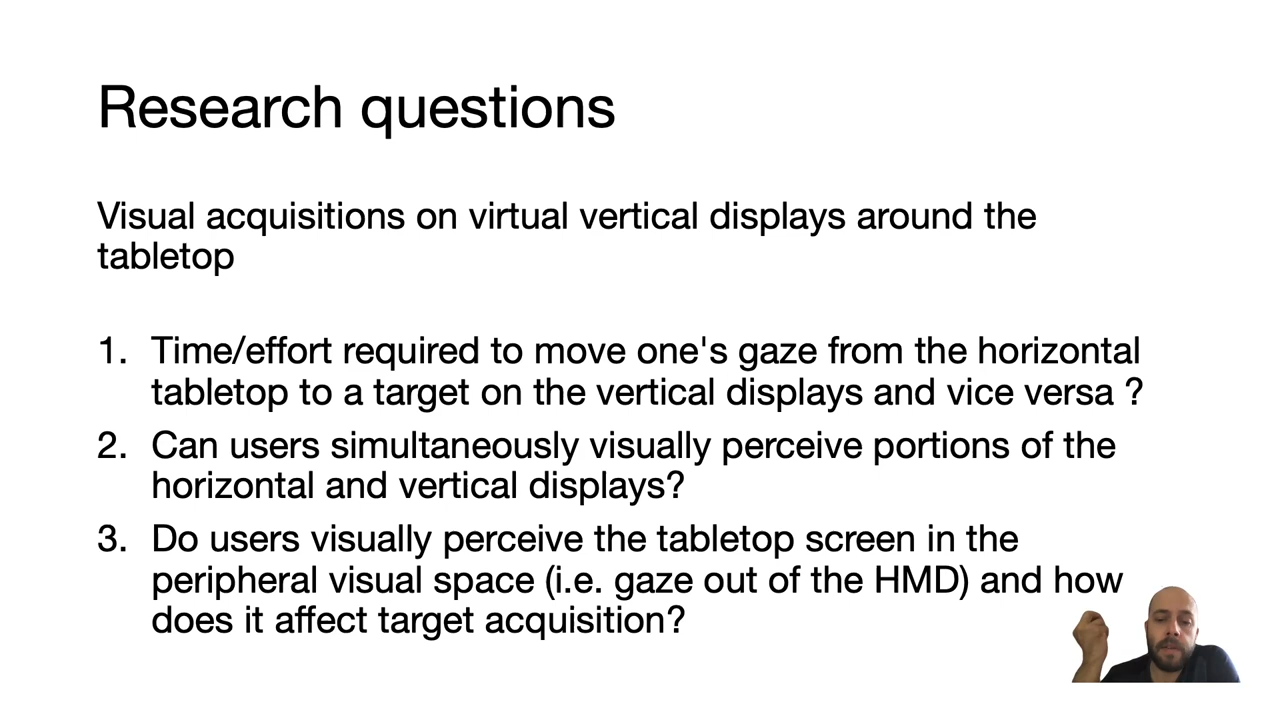 Research questions
Visual acquisitions on virtual vertical displays around the
tabletop
1. Time/effort required to move one's gaze from the horizontal
tabletop to a target on the vertical displays and vice versa ?
2. Can users simultaneously visually perceive portions of the
horizontal and vertical displays?
3. Do users visually perceive the tabletop screen in the
peripheral visual space (i.e. gaze out of the HMD) and how
does it affect target acquisition?